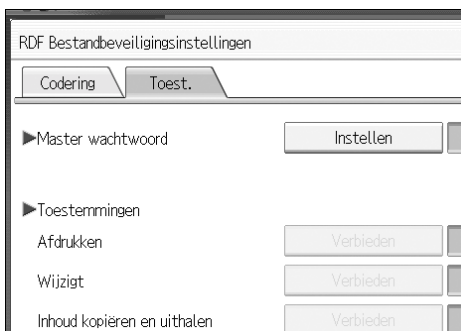 RDF Bestandbeveiligingsinstellingen
Codering Toest.
▶Master wachtwoord Instellen
▶Toestemmingen
Afdrukken Verbieden
Wijzigt Verbieden
Inhoud kopiëren en uithalen Verbieden